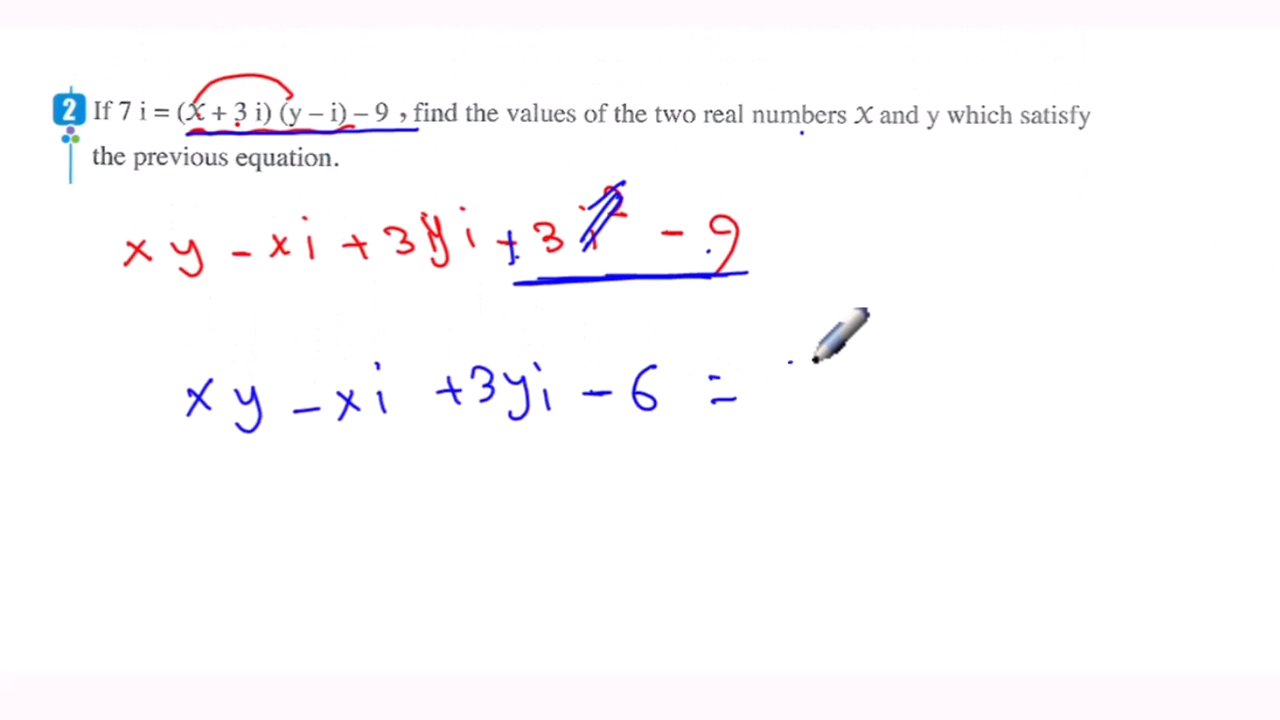 2 If 7 i = (x + 3 i) (y – i) – 9 , find the values of the two real numbers x and y which satisfy
the previous equation.
xy - xi + 3yi + 3i² - 9
xy - xi + 3yi - 6 =